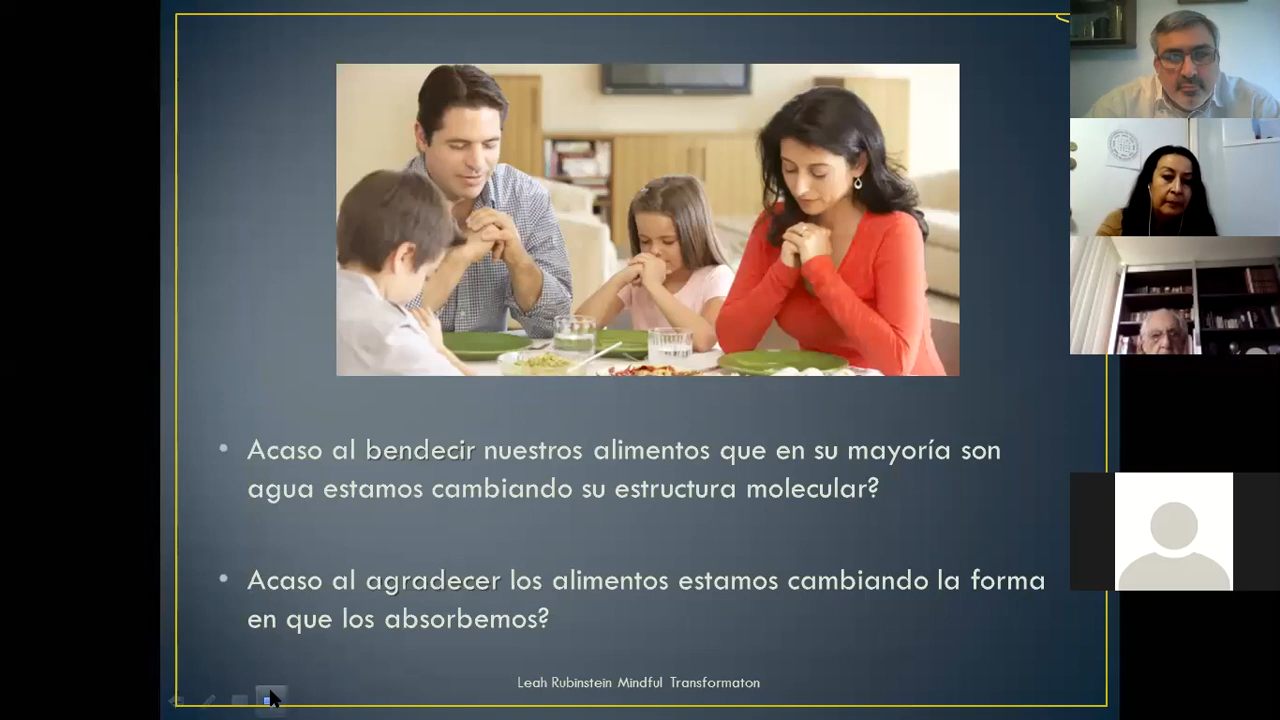 Acaso al bendecir nuestros alimentos que en su mayoría son
agua estamos cambiando su estructura molecular?
Acaso al agradecer los alimentos estamos cambiando la forma
en que los absorbemos?
Leah Rubinstein Mindful Transformaton